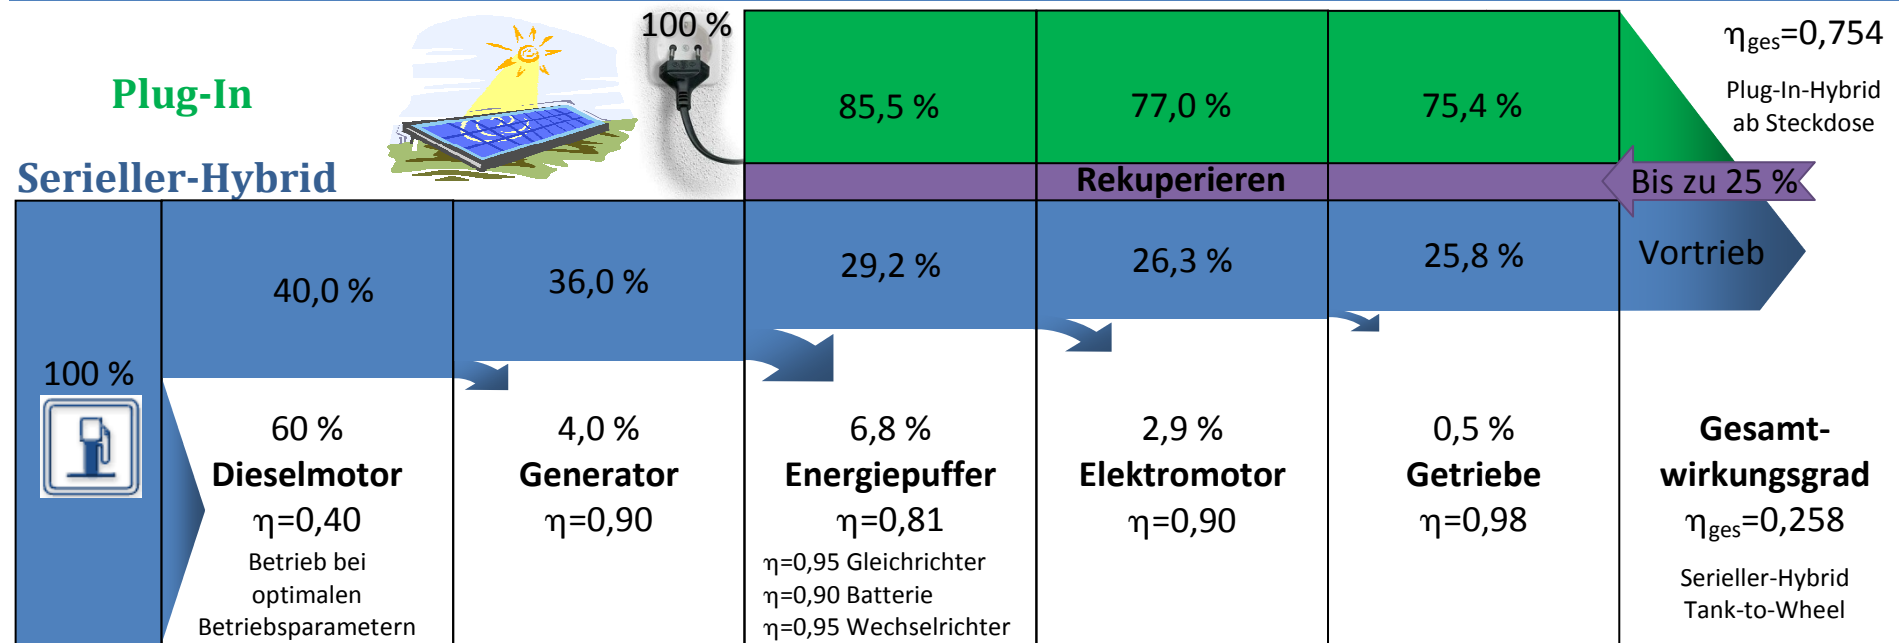 100 %
Plug-In
85,5 %
77,0 %
75,4 %
ηges=0,754
Plug-In-Hybrid
ab Steckdose
Serieller-Hybrid
Rekuperieren
Bis zu 25 %
40,0 %
36,0 %
29,2 %
26,3 %
25,8 %
Vortrieb
100 %
60 %
Dieselmotor
η=0,40
Betrieb bei
optimalen
Betriebsparametern
4,0 %
Generator
η=0,90
6,8 %
Energiepuffer
η=0,81
η=0,95 Gleichrichter
η=0,90 Batterie
η=0,95 Wechselrichter
2,9 %
Elektromotor
η=0,90
0,5 %
Getriebe
η=0,98
Gesamt-
wirkungsgrad
ηges=0,258
Serieller-Hybrid
Tank-to-Wheel